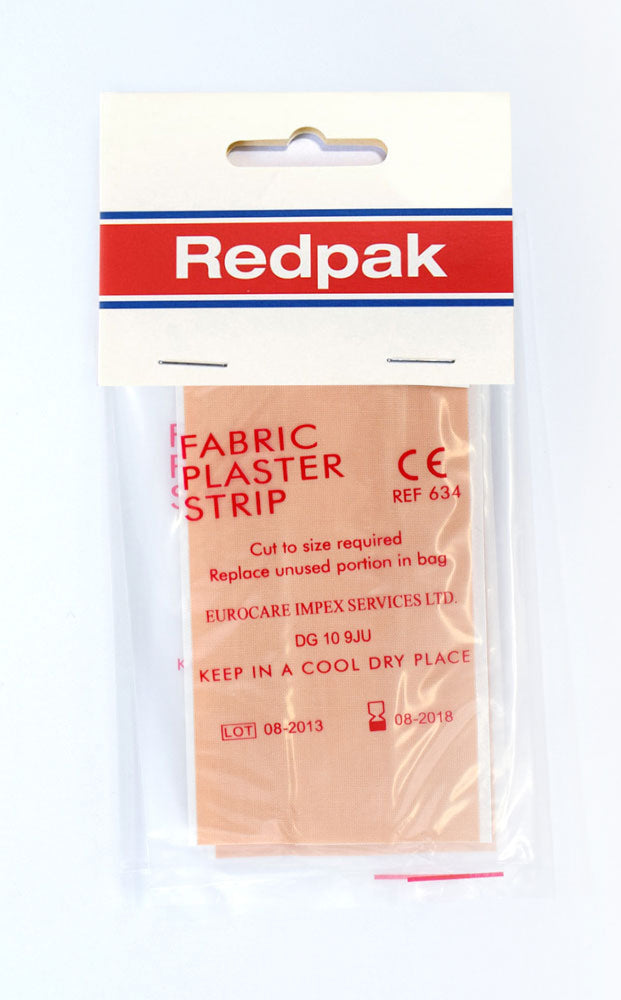 Redpak
FABRIC
PLASTER
STRIP
CE
REF 634
Cut to size required
Replace unused portion in bag
EUROCARE IMPEX SERVICES LTD.
DG 10 9JU
KEEP IN A COOL DRY PLACE
LOT 08-2013
08-2018